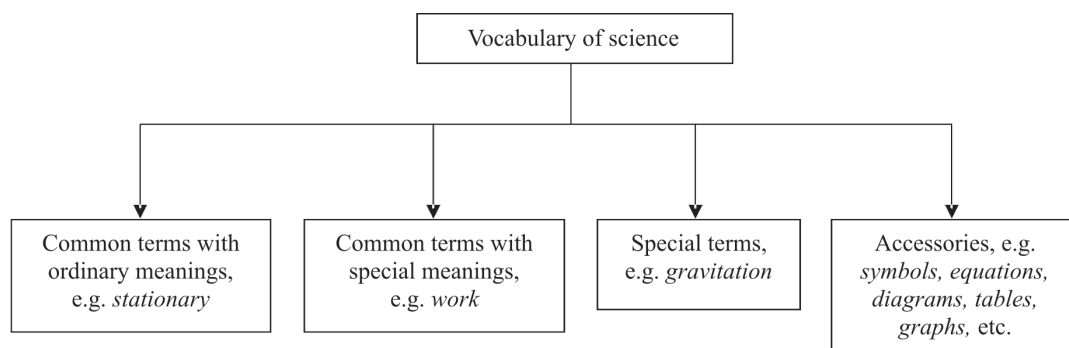 Vocabulary of science
Common terms with
ordinary meanings,
e.g. stationary
Common terms with
special meanings,
e.g. work
Special terms,
e.g. gravitation
Accessories, e.g.
symbols, equations,
diagrams, tables,
graphs, etc.